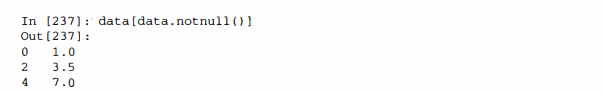 In [237]: data[data.notnull()]
Out[237]:
0    1.0
2    3.5
4    7.0